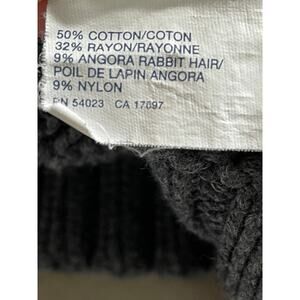 50% COTTON/COTON
32% RAYON/RAYONNE
9% ANGORA RABBIT HAIR/
POIL DE LAPIN ANGORA
9% NYLON
RN 54023 CA 17697